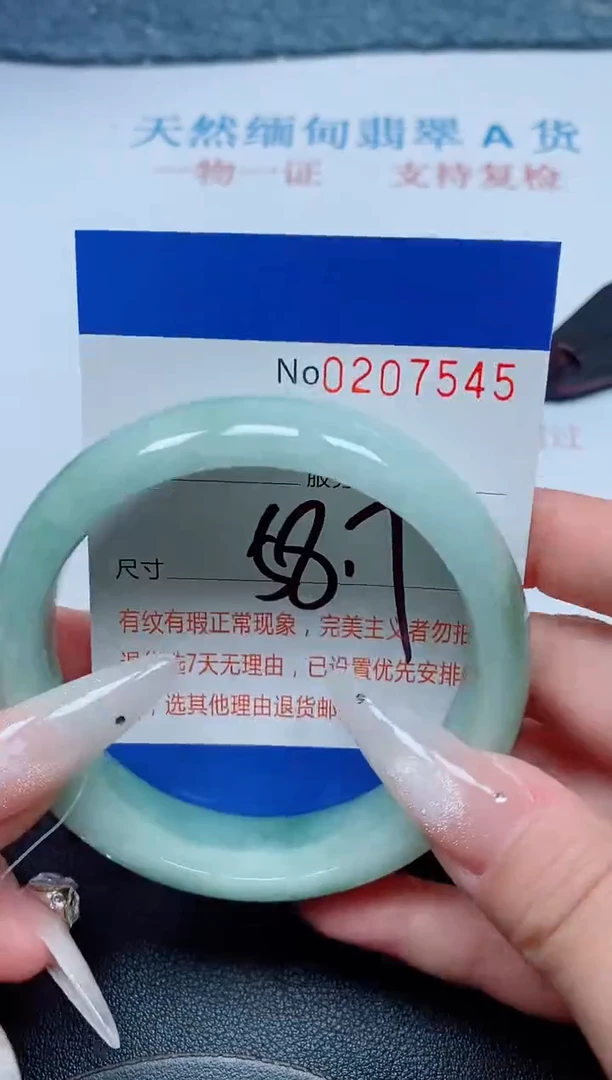 天然缅甸翡翠 A 货
一物一证 支持复检
No0207545
服
尺寸 58.7
有纹有瑕正常现象，完美主义者勿拍
选7天无理由，已设置优先安排
，选其他理由退货邮